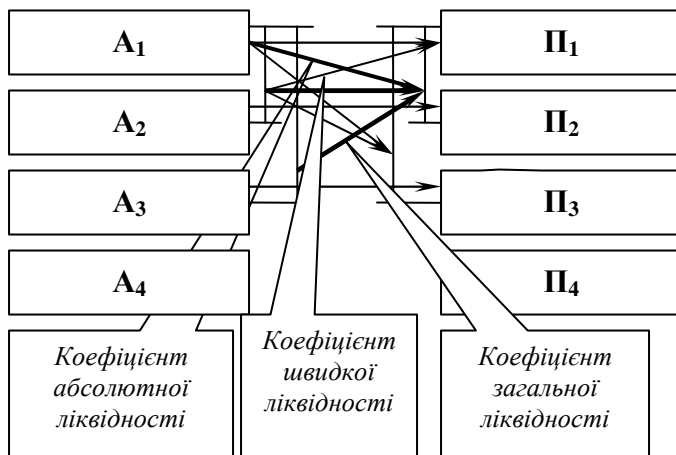 А1
П1
А2
П2
А3
П3
А4
П4
Коефіцієнт
абсолютної
ліквідності
Коефіцієнт
швидкої
ліквідності
Коефіцієнт
загальної
ліквідності